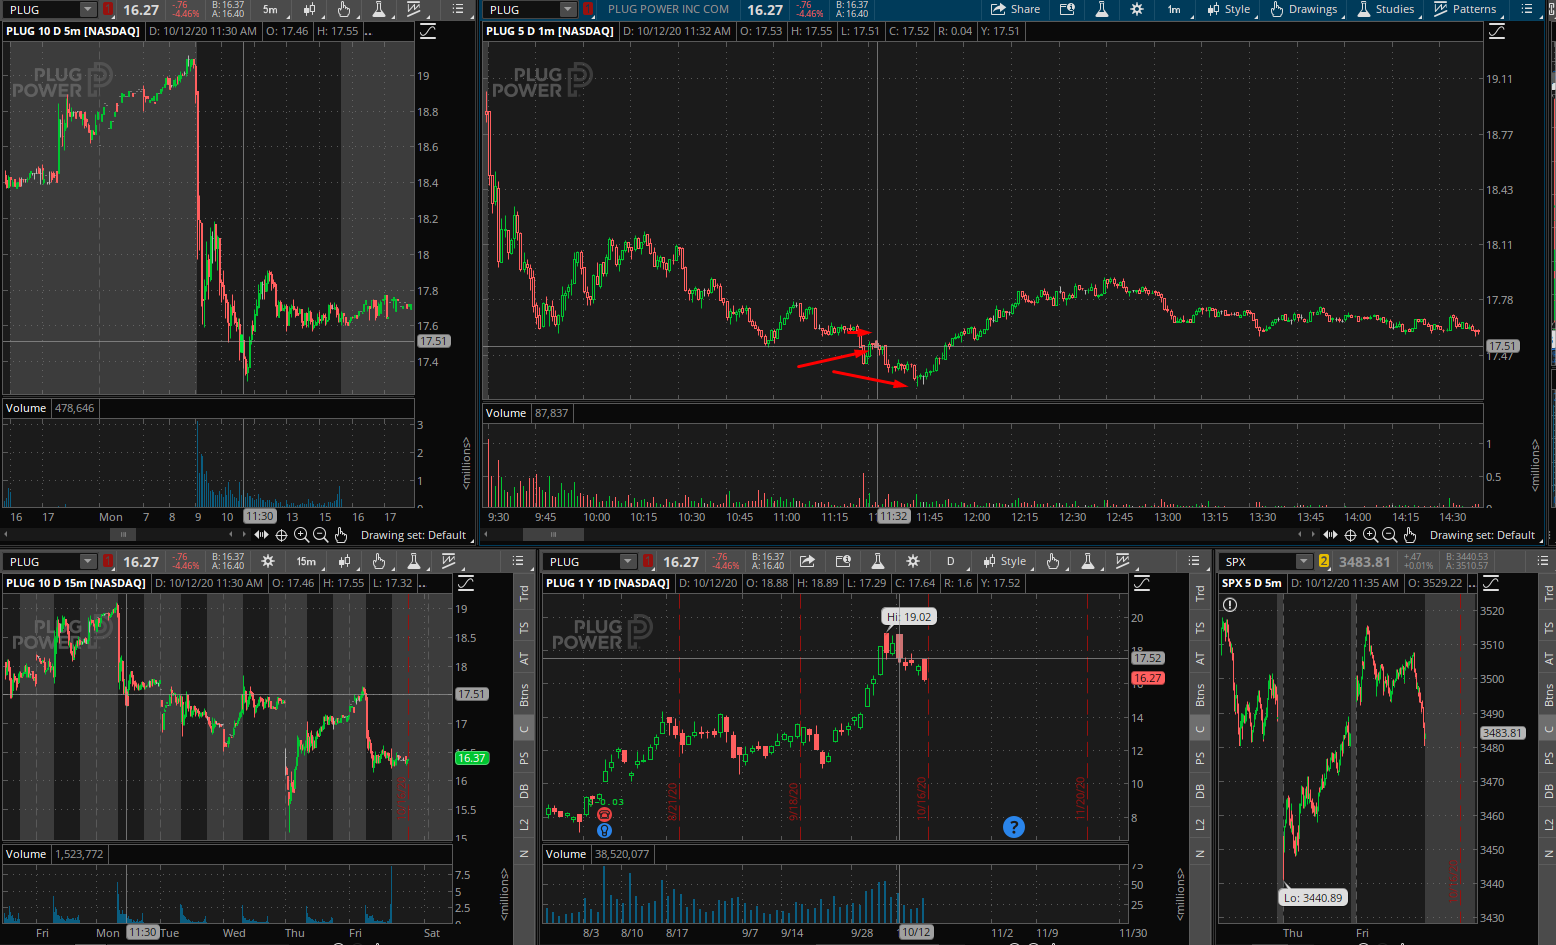 PLUG 16.27 -.76 -4.46% B: 16.37 A: 16.40 5m
PLUG 10 D 5m [NASDAQ] D: 10/12/20 11:30 AM O: 17.46 H: 17.55 ..
PLUG POWER
19
18.8
18.6
18.4
18.2
18
17.8
17.6
17.51
17.4
Volume 478,646
3
2
1
0
<millions>
16 17 Mon 7 8 9 10 11:30 13 15 16 17
Drawing set: Default
PLUG PLUG POWER INC COM 16.27 -.76 -4.46% B: 16.37 A: 16.40 Share 1m Style Drawings Studies Patterns
PLUG 5 D 1m [NASDAQ] D: 10/12/20 11:32 AM O: 17.53 H: 17.55 L: 17.51 C: 17.52 R: 0.04 Y: 17.51
PLUG POWER
19.11
18.77
18.43
18.11
17.78
17.51
17.47
Volume 87,837
1
0.5
<millions>
9:30 9:45 10:00 10:15 10:30 10:45 11:00 11:15 11:32 11:45 12:00 12:15 12:30 12:45 13:00 13:15 13:30 13:45 14:00 14:15 14:30
Drawing set: Default
PLUG 16.27 -.76 -4.46% B: 16.37 A: 16.40 15m
PLUG 10 D 15m [NASDAQ] D: 10/12/20 11:30 AM O: 17.46 H: 17.55 L: 17.32 ..
PLUG POWER
19
18.5
18
17.51
17
16.37
16
15.5
15
Volume 1,523,772
7.5
5
2.5
<millions>
Fri Mon 11:30 Tue Wed Thu Fri Sat
Trd
TS
AT
Btns
C
PS
DB
L2
N
PLUG 16.27 -.76 -4.46% B: 16.37 A: 16.40 D Style
PLUG 1 Y 1D [NASDAQ] D: 10/12/20 O: 18.88 H: 18.89 L: 17.29 C: 17.64 R: 1.6 Y: 17.52
PLUG POWER
Hi: 19.02
-0.03
8/21/20
9/18/20
10/16/20
11/20/20
?
20
17.52
16.27
14
12
10
8
Volume 38,520,077
75
50
25
<millions>
8/3 8/10 8/17 9/7 9/14 9/28 10/12 11/2 11/9 11/30
Trd
TS
AT
Btns
C
PS
DB
L2
N
SPX 2 3483.81 +.47 +0.01% B: 3440.53 A: 3510.57
SPX 5 D 5m D: 10/12/20 11:35 AM O: 3529.22 ..
3520
3510
3500
3490
3483.81
3480
3470
3460
3450
3440
3430
Lo: 3440.89
Thu Fri
Trd
TS
AT
Btns
C
PS
DB
L2
N